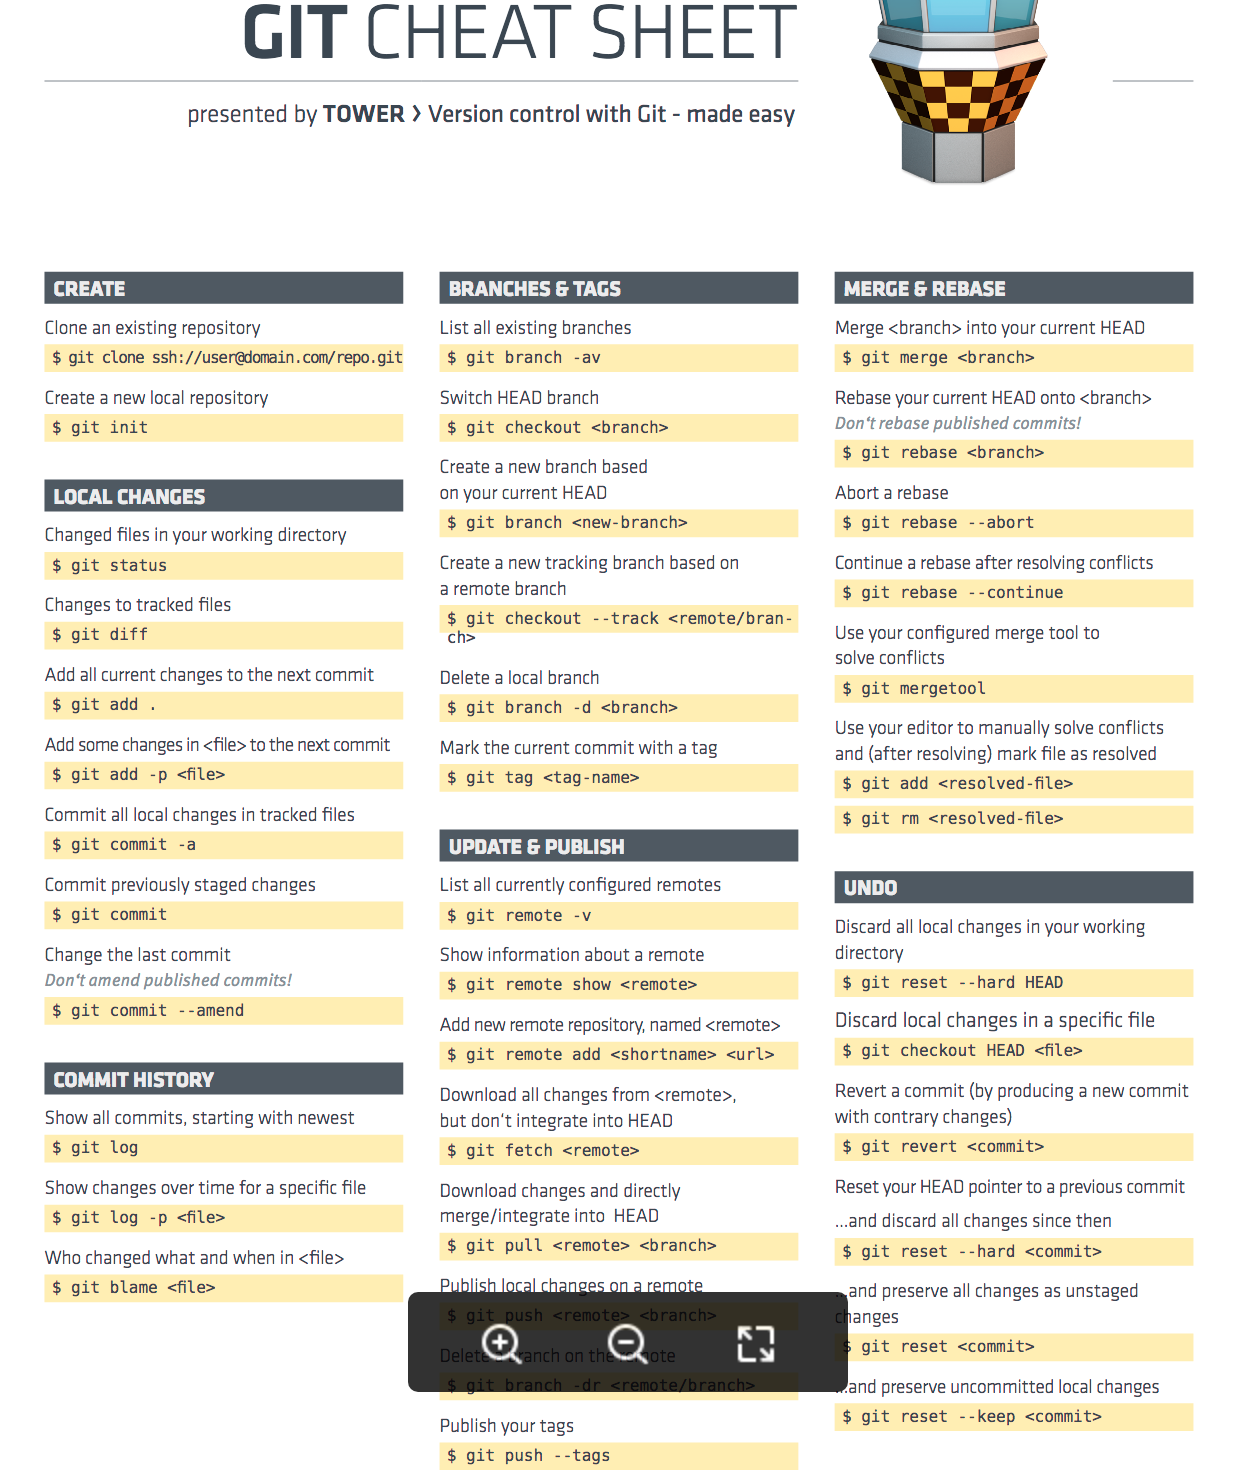 GIT CHEAT SHEET
presented by TOWER › Version control with Git - made easy
CREATE
Clone an existing repository
$ git clone ssh://user@domain.com/repo.git
Create a new local repository
$ git init
LOCAL CHANGES
Changed files in your working directory
$ git status
Changes to tracked files
$ git diff
Add all current changes to the next commit
$ git add .
Add some changes in <file> to the next commit
$ git add -p <file>
Commit all local changes in tracked files
$ git commit -a
Commit previously staged changes
$ git commit
Change the last commit
Don‘t amend published commits!
$ git commit --amend
COMMIT HISTORY
Show all commits, starting with newest
$ git log
Show changes over time for a specific file
$ git log -p <file>
Who changed what and when in <file>
$ git blame <file>
BRANCHES & TAGS
List all existing branches
$ git branch -av
Switch HEAD branch
$ git checkout <branch>
Create a new branch based
on your current HEAD
$ git branch <new-branch>
Create a new tracking branch based on
a remote branch
$ git checkout --track <remote/bran-
ch>
Delete a local branch
$ git branch -d <branch>
Mark the current commit with a tag
$ git tag <tag-name>
UPDATE & PUBLISH
List all currently configured remotes
$ git remote -v
Show information about a remote
$ git remote show <remote>
Add new remote repository, named <remote>
$ git remote add <shortname> <url>
Download all changes from <remote>,
but don‘t integrate into HEAD
$ git fetch <remote>
Download changes and directly
merge/integrate into HEAD
$ git pull <remote> <branch>
Publish local changes on a remote
$ git push <remote> <branch>
Delete a branch on the remote
$ git branch -dr <remote/branch>
Publish your tags
$ git push --tags
MERGE & REBASE
Merge <branch> into your current HEAD
$ git merge <branch>
Rebase your current HEAD onto <branch>
Don‘t rebase published commits!
$ git rebase <branch>
Abort a rebase
$ git rebase --abort
Continue a rebase after resolving conflicts
$ git rebase --continue
Use your configured merge tool to
solve conflicts
$ git mergetool
Use your editor to manually solve conflicts
and (after resolving) mark file as resolved
$ git add <resolved-file>
$ git rm <resolved-file>
UNDO
Discard all local changes in your working
directory
$ git reset --hard HEAD
Discard local changes in a specific file
$ git checkout HEAD <file>
Revert a commit (by producing a new commit
with contrary changes)
$ git revert <commit>
Reset your HEAD pointer to a previous commit
...and discard all changes since then
$ git reset --hard <commit>
...and preserve all changes as unstaged
changes
$ git reset <commit>
...and preserve uncommitted local changes
$ git reset --keep <commit>